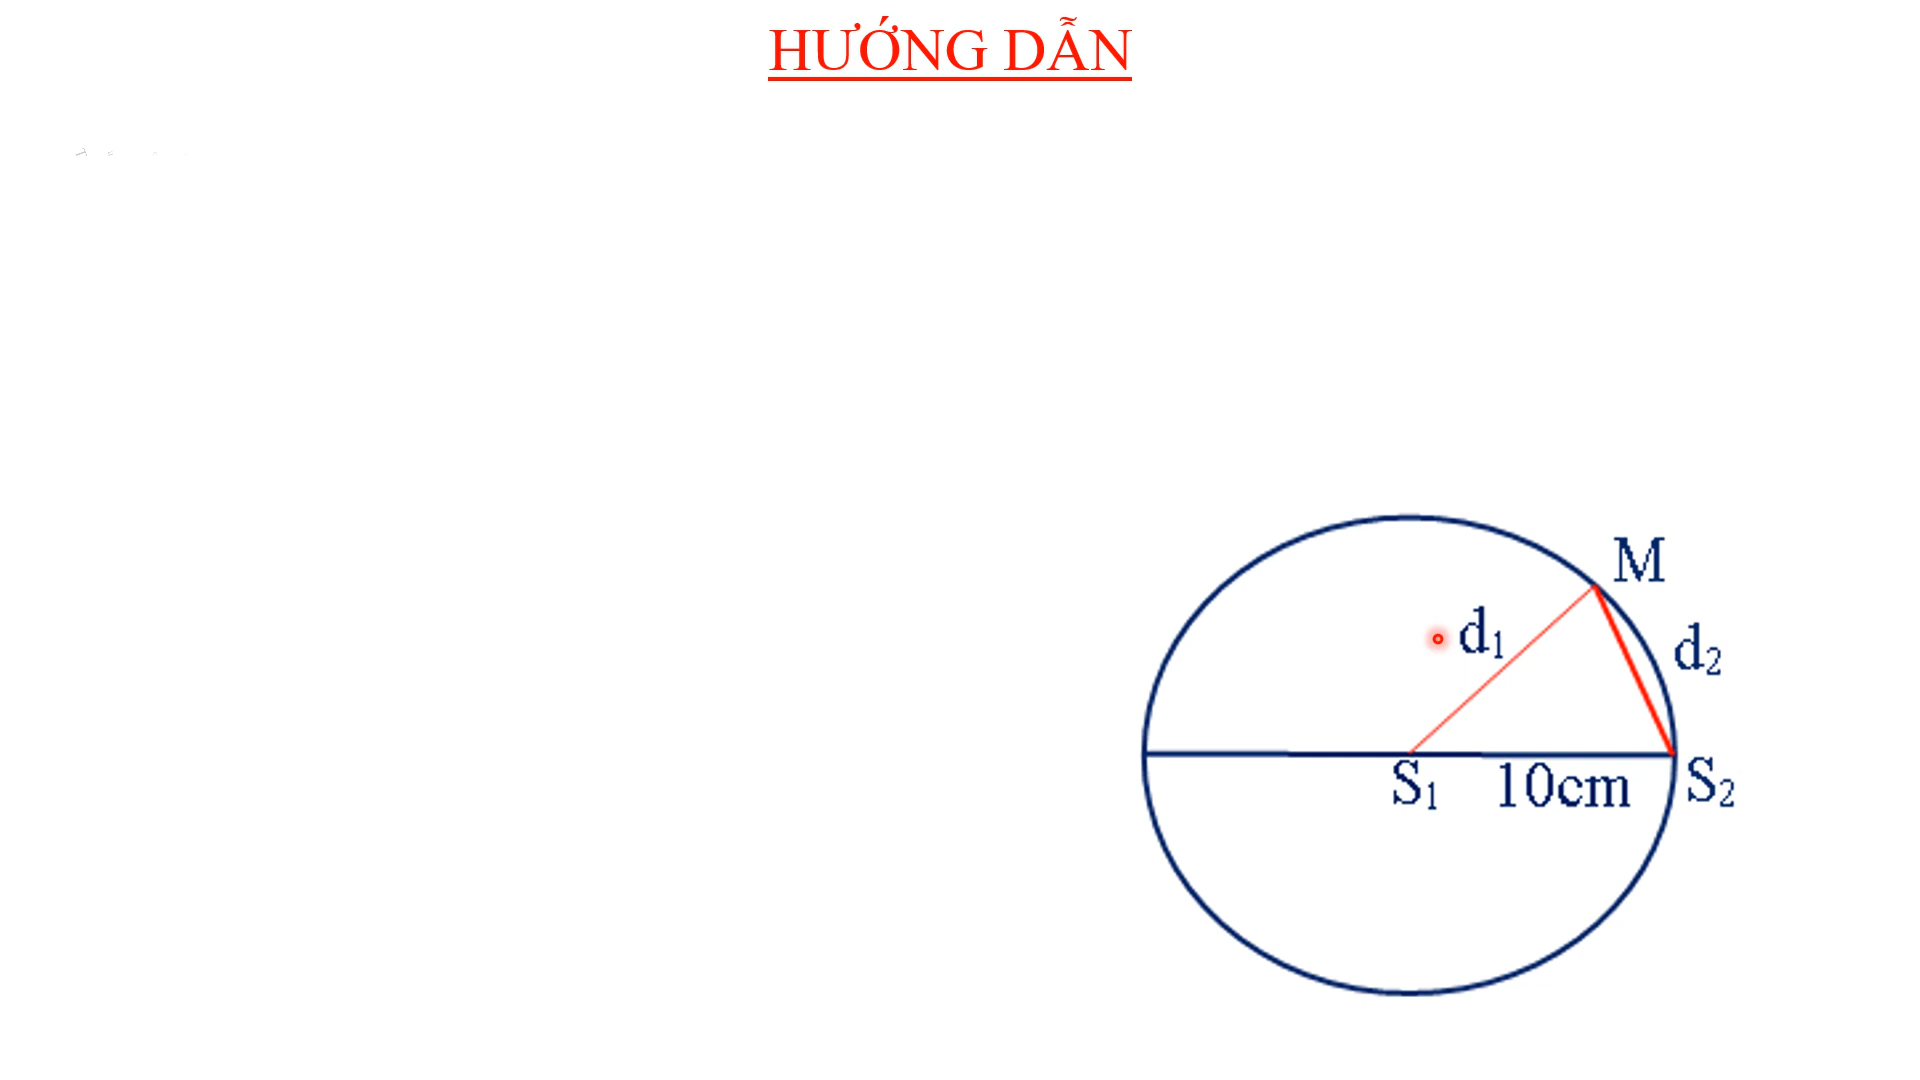 HƯỚNG DẪN
M
d₁
d₂
S₁
10cm
S₂